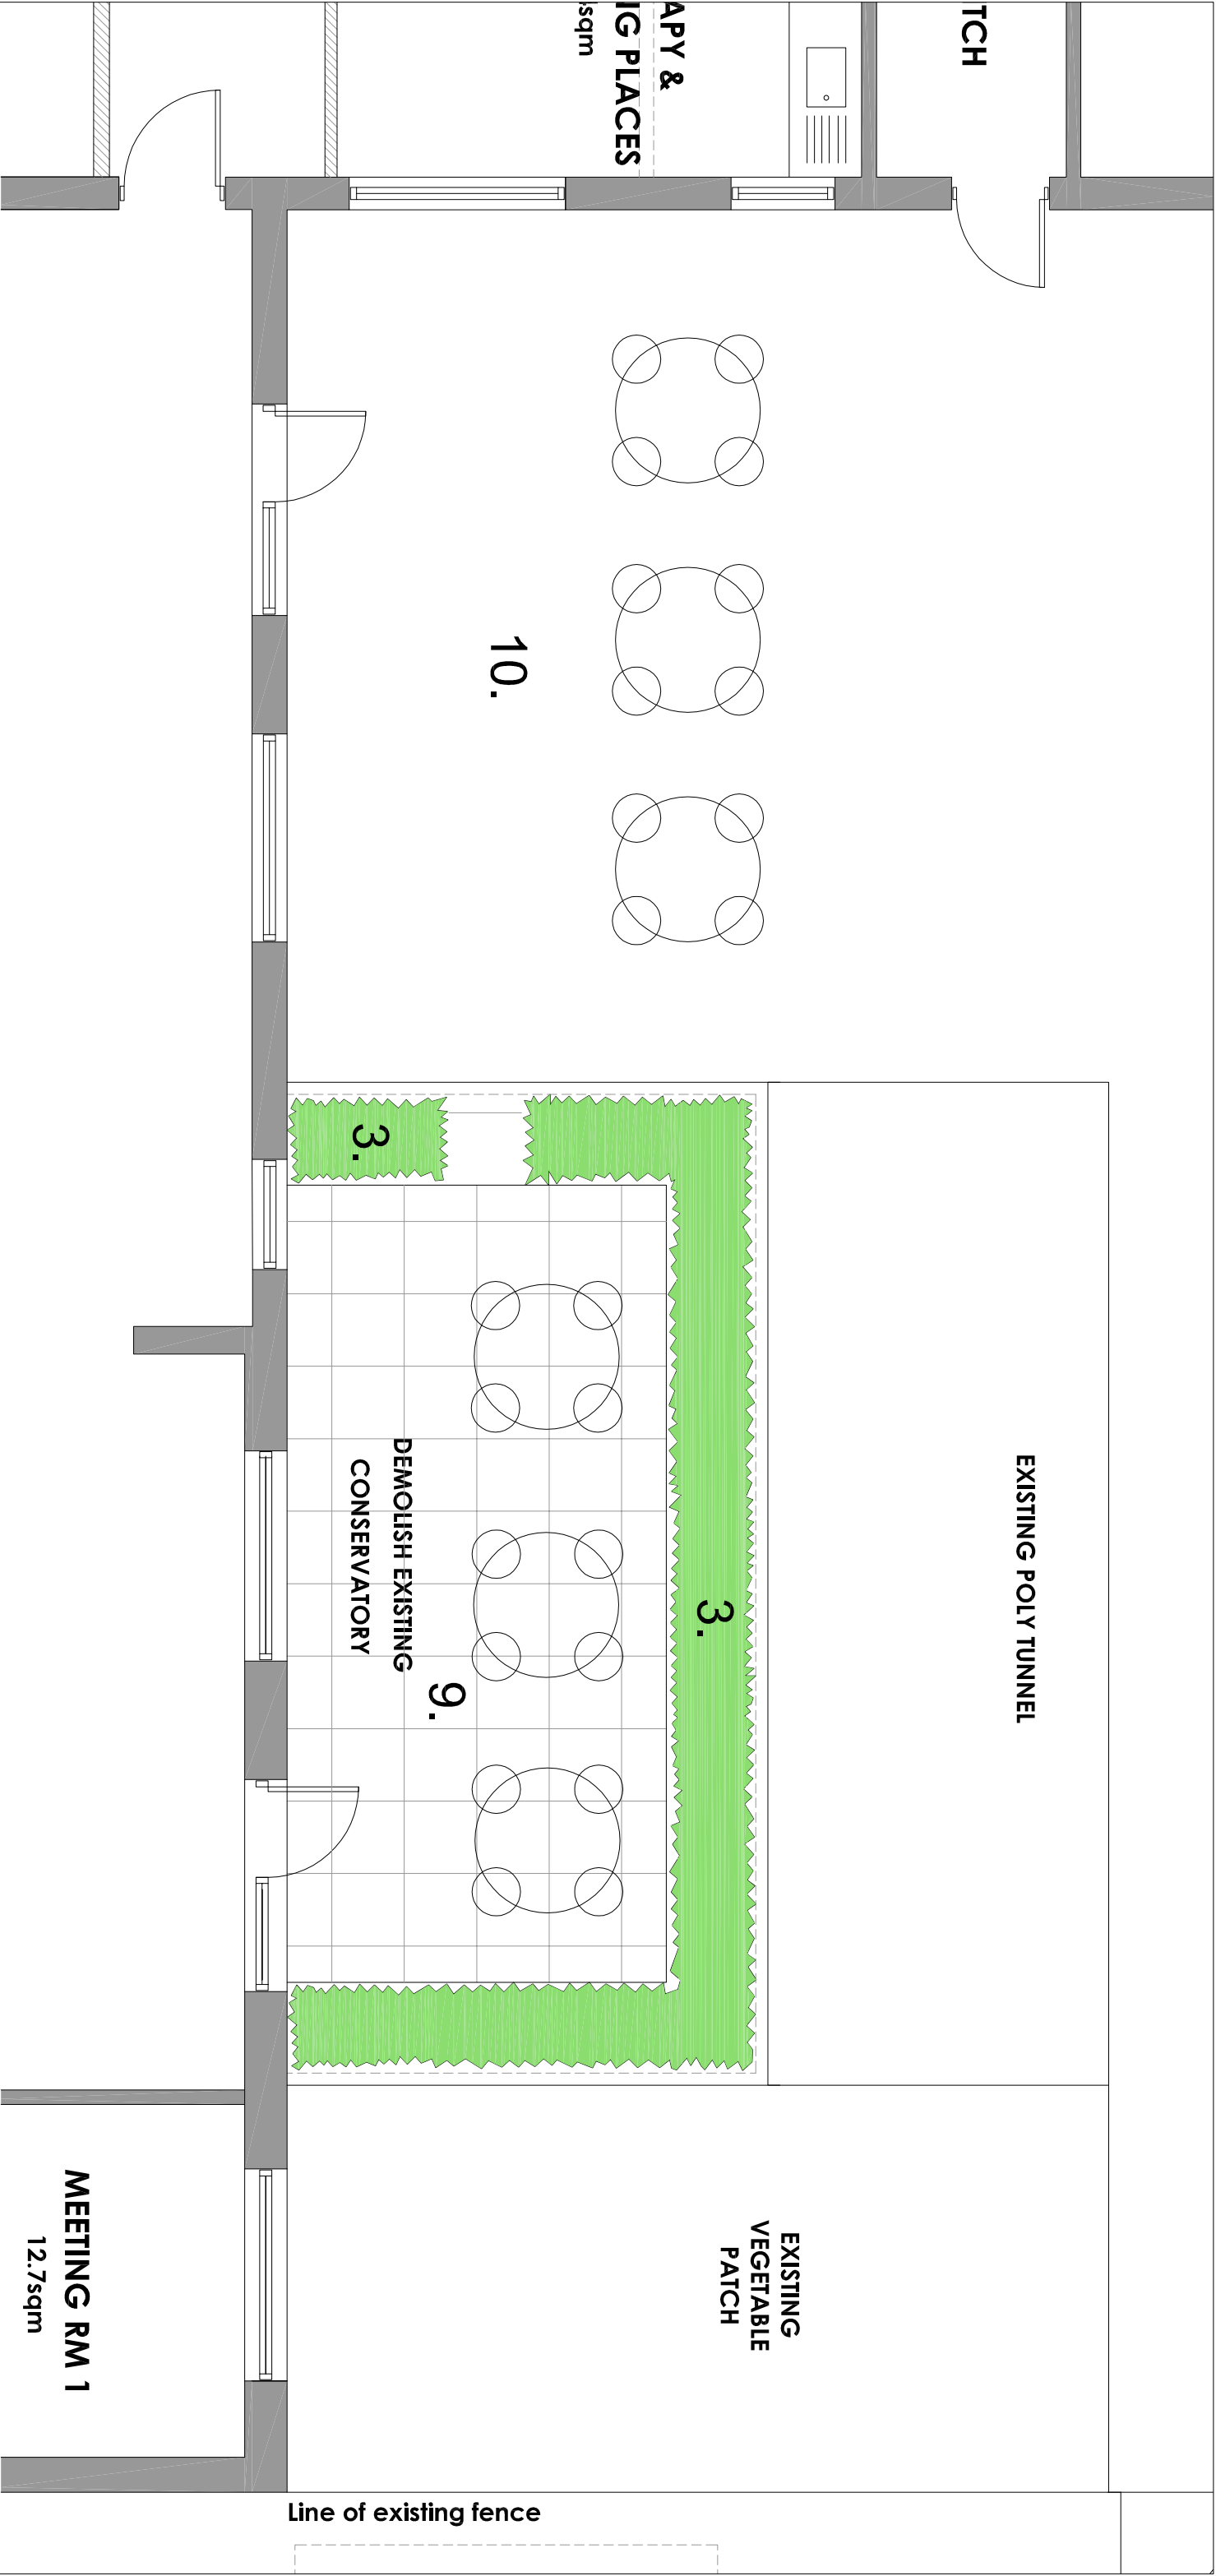 APY &
NG PLACES
sqm
TCH
10.
3.
3.
DEMOLISH EXISTING
CONSERVATORY
9.
EXISTING POLY TUNNEL
EXISTING
VEGETABLE
PATCH
MEETING RM 1
12.7sqm
Line of existing fence